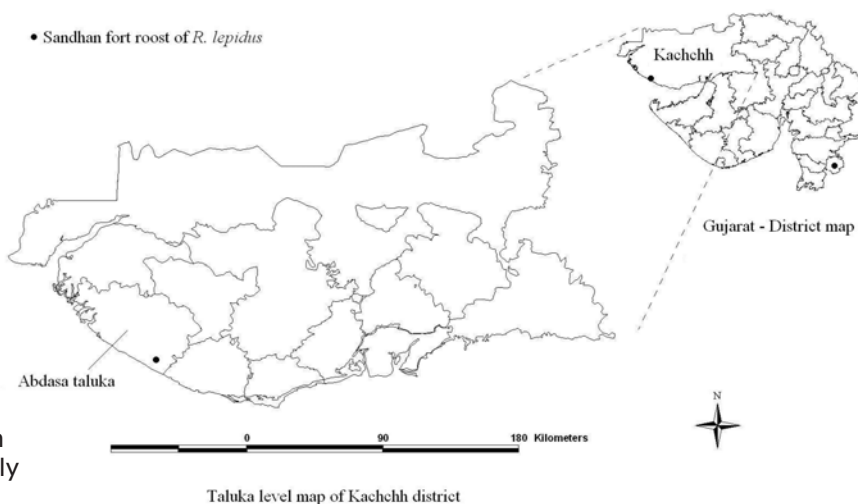 • Sandhan fort roost of R. lepidus
Kachchh
Gujarat - District map
Abdasa taluka
N
0 90 180 Kilometers
ly
Taluka level map of Kachchh district